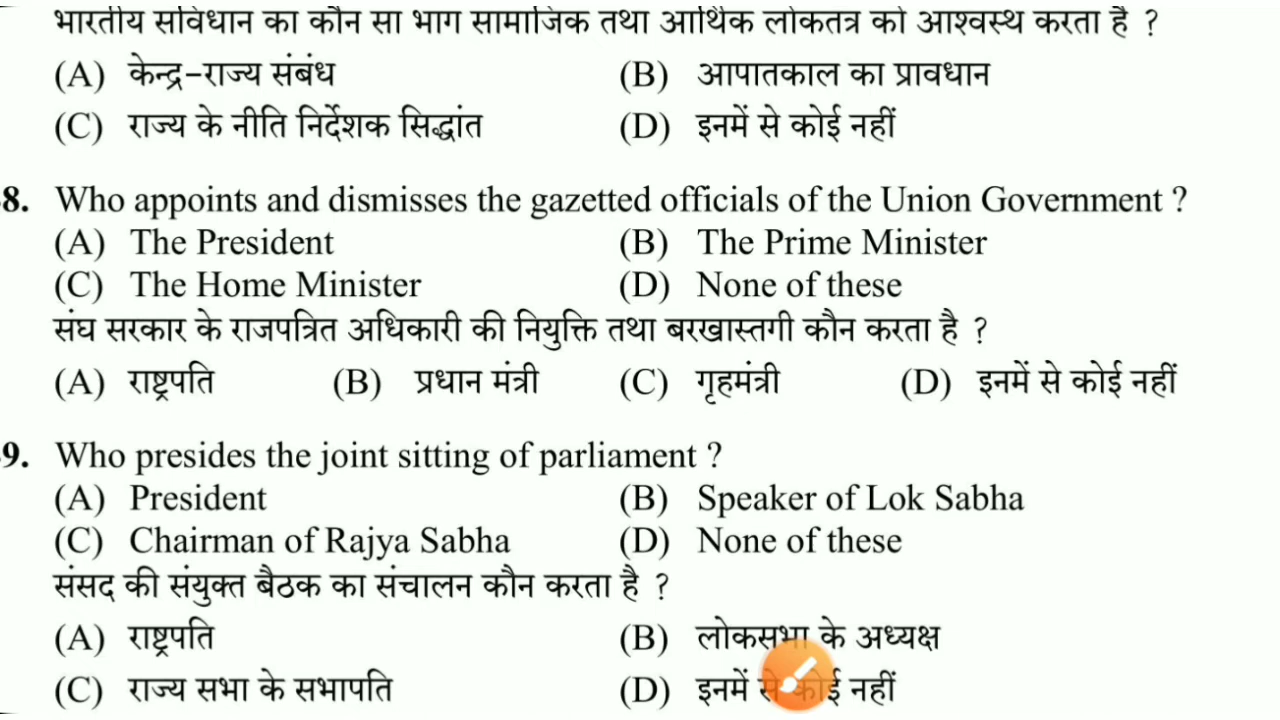 भारतीय संविधान का कौन सा भाग सामाजिक तथा आर्थिक लोकतंत्र को आश्वस्थ करता है ?
(A) केन्द्र-राज्य संबंध (B) आपातकाल का प्रावधान
(C) राज्य के नीति निर्देशक सिद्धांत (D) इनमें से कोई नहीं
8. Who appoints and dismisses the gazetted officials of the Union Government ?
(A) The President (B) The Prime Minister
(C) The Home Minister (D) None of these
संघ सरकार के राजपत्रित अधिकारी की नियुक्ति तथा बरखास्तगी कौन करता है ?
(A) राष्ट्रपति (B) प्रधान मंत्री (C) गृहमंत्री (D) इनमें से कोई नहीं
9. Who presides the joint sitting of parliament ?
(A) President (B) Speaker of Lok Sabha
(C) Chairman of Rajya Sabha (D) None of these
संसद की संयुक्त बैठक का संचालन कौन करता है ?
(A) राष्ट्रपति (B) लोकसभा के अध्यक्ष
(C) राज्य सभा के सभापति (D) इनमें से कोई नहीं